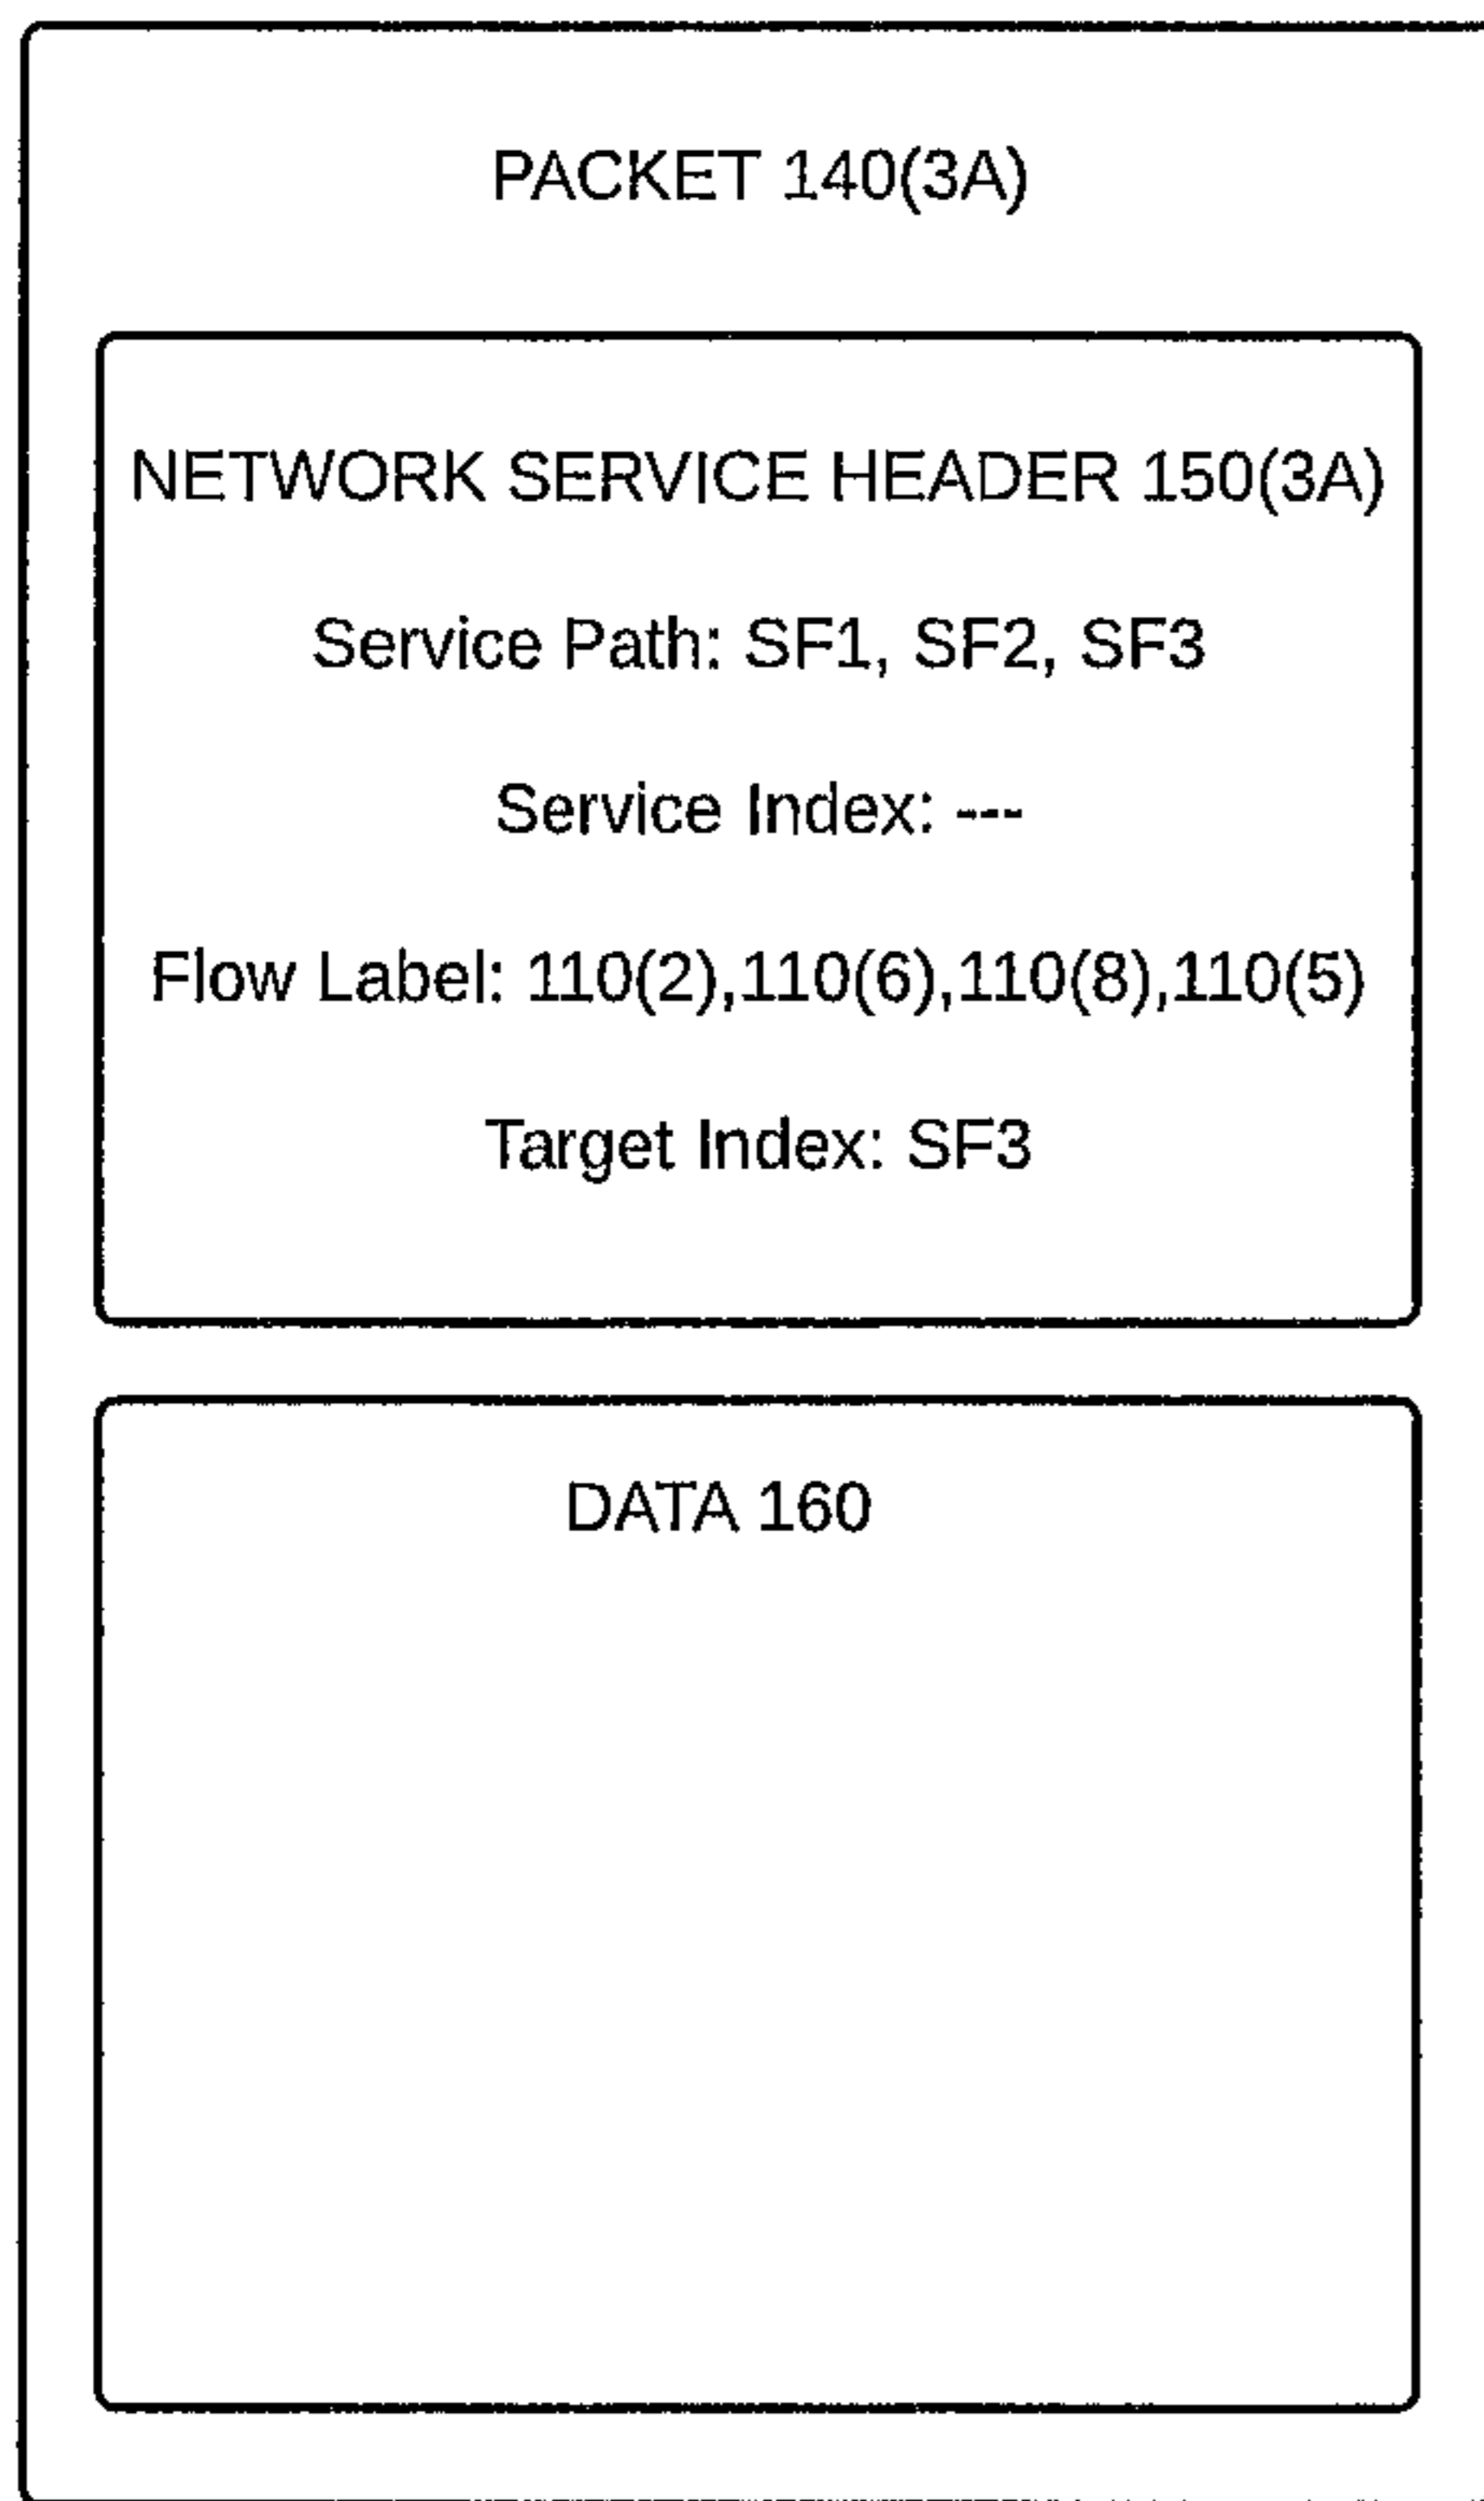 PACKET 140(3A)
NETWORK SERVICE HEADER 150(3A)
Service Path: SF1, SF2, SF3
Service Index: ---
Flow Label: 110(2),110(6),110(8),110(5)
Target Index: SF3
DATA 160